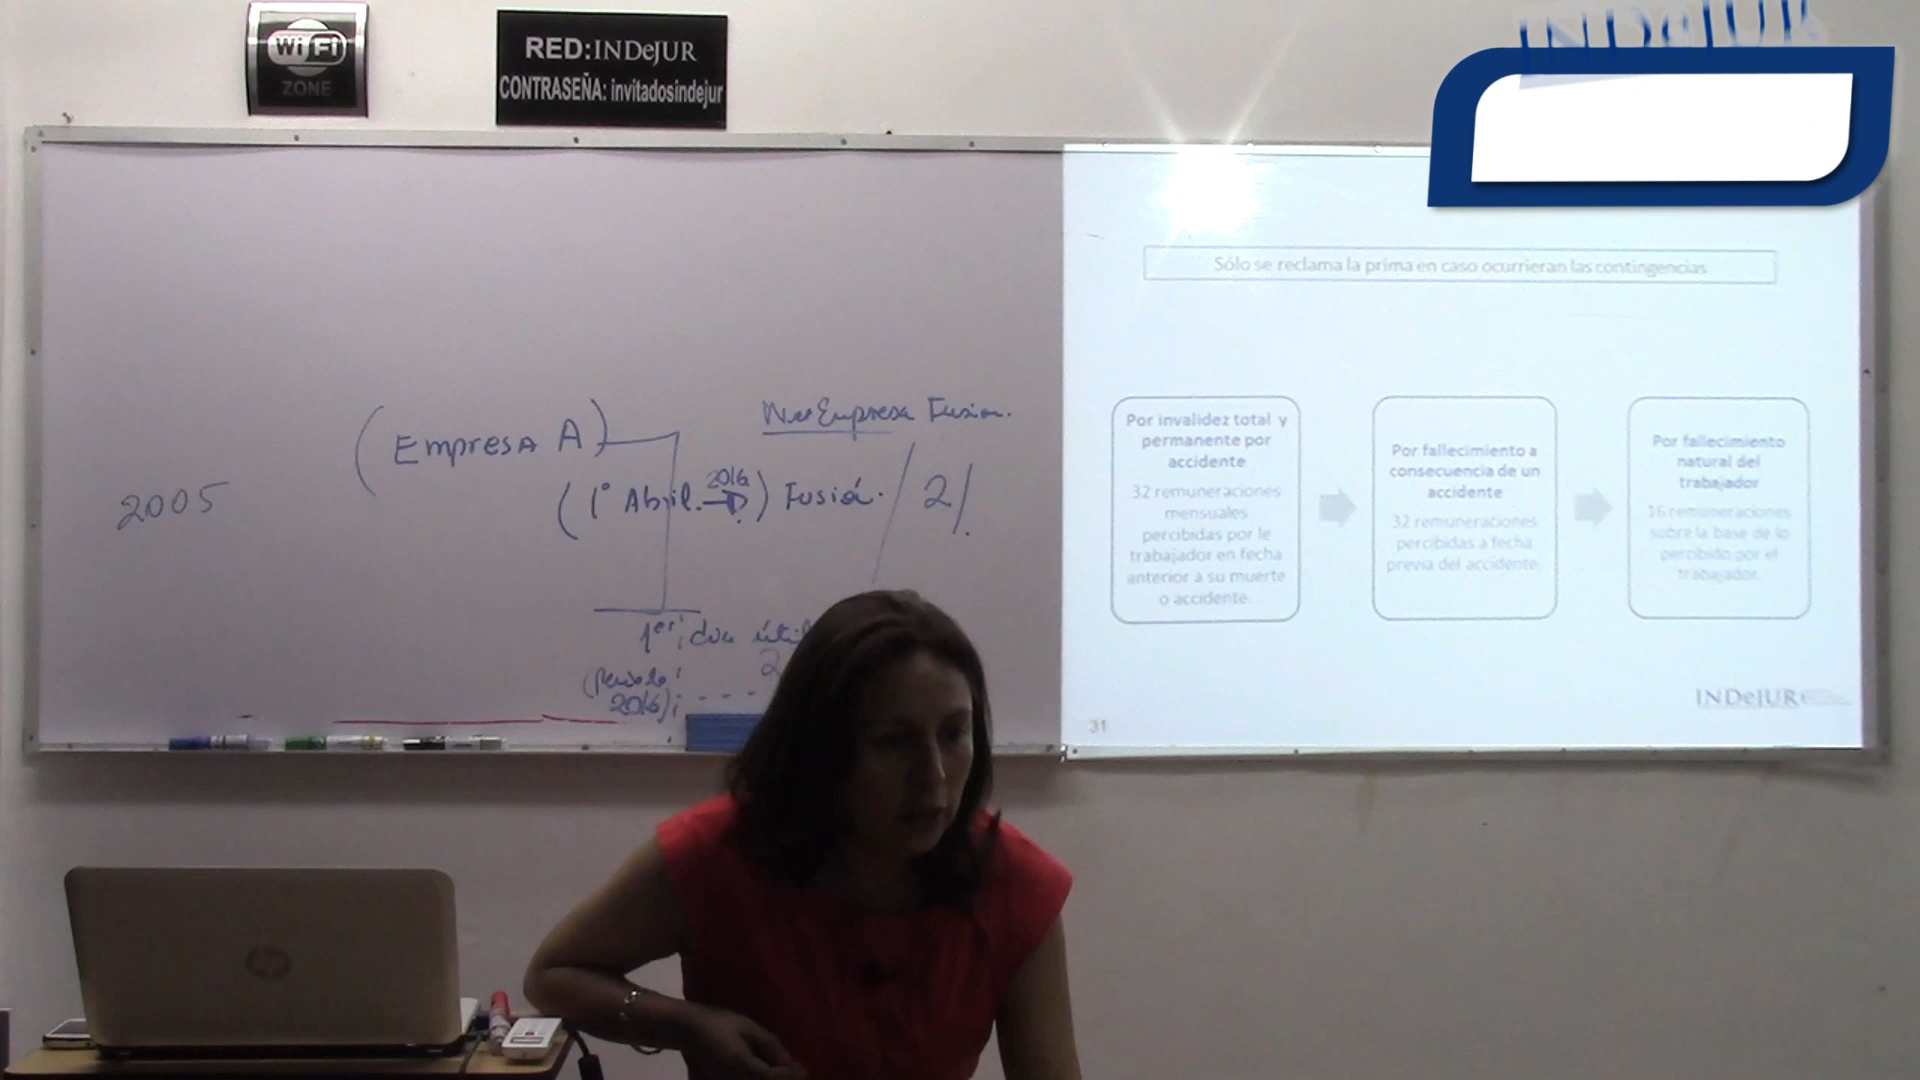 INDeJUR
Wi Fi
ZONE
RED:INDeJUR
CONTRASEÑA: invitadosindejur
2005
(Empresa A)
Empresa Fusion.
(1° Abril. 2016) Fusión. / 2/.
1er; día útil
2
2016);
hp
Sólo se reclama la prima en caso ocurrieran las contingencias
Por invalidez total y
permanente por
accidente
32 remuneraciones
mensuales
percibidas por le
trabajador en fecha
anterior a su muerte
o accidente.
Por fallecimiento a
consecuencia de un
accidente
32 remuneraciones
percibidas a fecha
previa del accidente.
Por fallecimiento
natural del
trabajador
16 remuneraciones
sobre la base de lo
percibido por el
trabajador.
INDeJUR
31